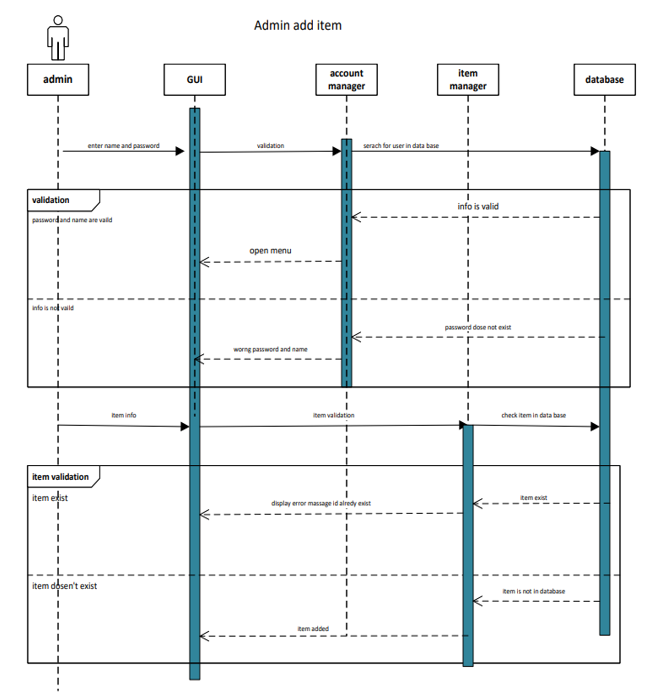 Admin add item
admin
GUI
account
manager
item
manager
database
enter name and password
validation
serach for user in data base
validation
password and name are vaild
info is valid
open menu
info is not vaild
password dose not exist
worng password and name
item info
item validation
check item in data base
item validation
item exist
item exist
display error massage id alredy exist
item dosen't exist
item is not in database
item added